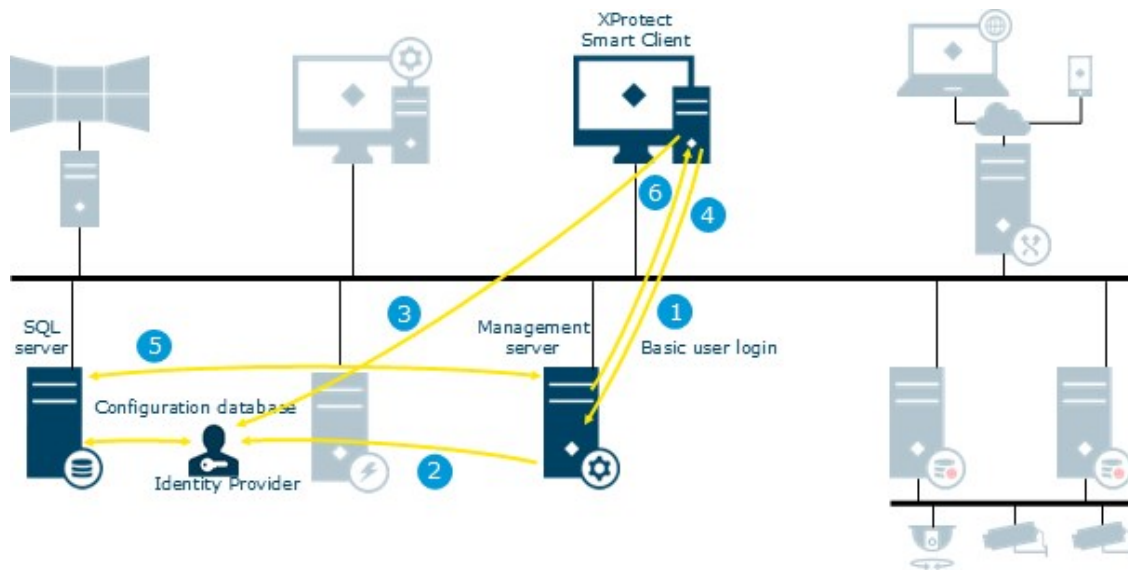 XProtect
Smart Client
6
4
3
1
SQL
server
5
Management
server
Basic user login
Configuration database
2
Identity Provider